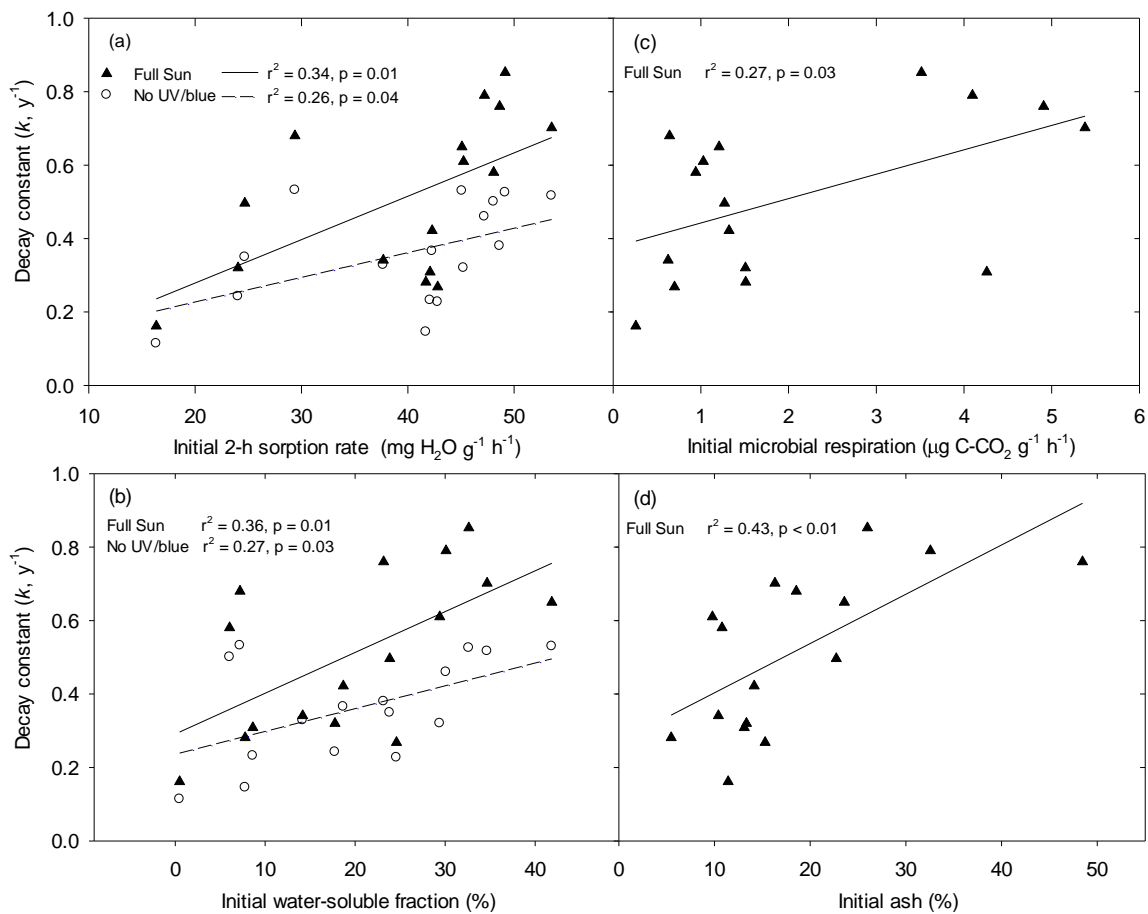 1.0
0.8
0.6
0.4
0.2
0.0
Decay constant (k, y⁻¹)
(a)
Full Sun r² = 0.34, p = 0.01
No UV/blue r² = 0.26, p = 0.04
10 20 30 40 50
Initial 2-h sorption rate (mg H₂O g⁻¹ h⁻¹)
(c)
Full Sun r² = 0.27, p = 0.03
0 1 2 3 4 5 6
Initial microbial respiration (µg C-CO₂ g⁻¹ h⁻¹)
1.0
0.8
0.6
0.4
0.2
0.0
Decay constant (k, y⁻¹)
(b)
Full Sun r² = 0.36, p = 0.01
No UV/blue r² = 0.27, p = 0.03
0 10 20 30 40
Initial water-soluble fraction (%)
(d)
Full Sun r² = 0.43, p < 0.01
0 10 20 30 40 50
Initial ash (%)